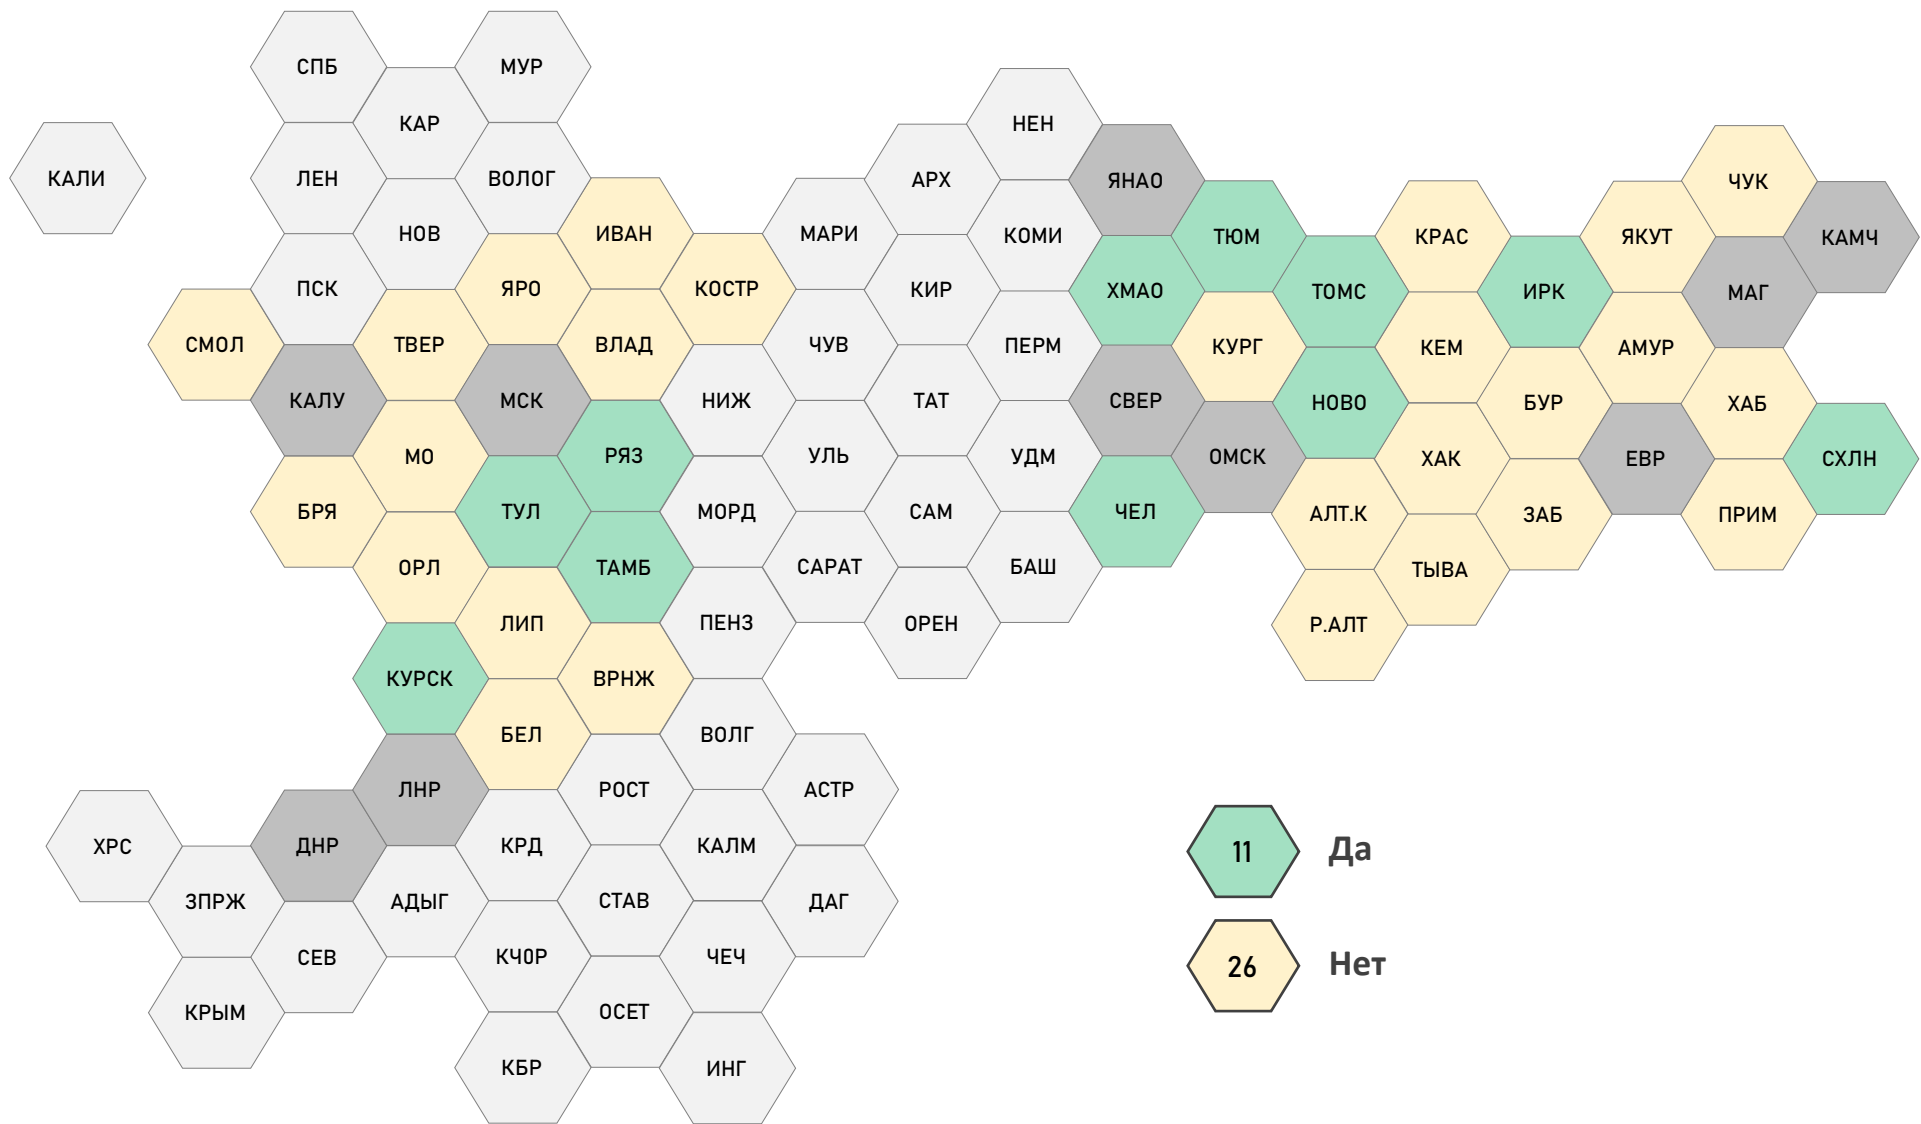 СПБ
МУР
КАР
НЕН
КАЛИ
ЛЕН
ВОЛОГ
АРХ
ЯНАО
ЧУК
НОВ
ИВАН
МАРИ
КОМИ
ТЮМ
КРАС
ЯКУТ
КАМЧ
ПСК
ЯРО
КОСТР
КИР
ХМАО
ТОМС
ИРК
МАГ
СМОЛ
ТВЕР
ВЛАД
ЧУВ
ПЕРМ
КУРГ
КЕМ
АМУР
КАЛУ
МСК
НИЖ
ТАТ
СВЕР
НОВО
БУР
ХАБ
МО
РЯЗ
УЛЬ
УДМ
ОМСК
ХАК
ЕВР
СХЛН
БРЯ
ТУЛ
МОРД
САМ
ЧЕЛ
АЛТ.К
ЗАБ
ПРИМ
ОРЛ
ТАМБ
САРАТ
БАШ
ТЫВА
ЛИП
ПЕНЗ
ОРЕН
Р.АЛТ
КУРСК
ВРНЖ
БЕЛ
ВОЛГ
ЛНР
РОСТ
АСТР
ХРС
ДНР
КРД
КАЛМ
11 Да
ЗПРЖ
АДЫГ
СТАВ
ДАГ
СЕВ
КЧОР
ЧЕЧ
26 Нет
КРЫМ
ОСЕТ
КБР
ИНГ